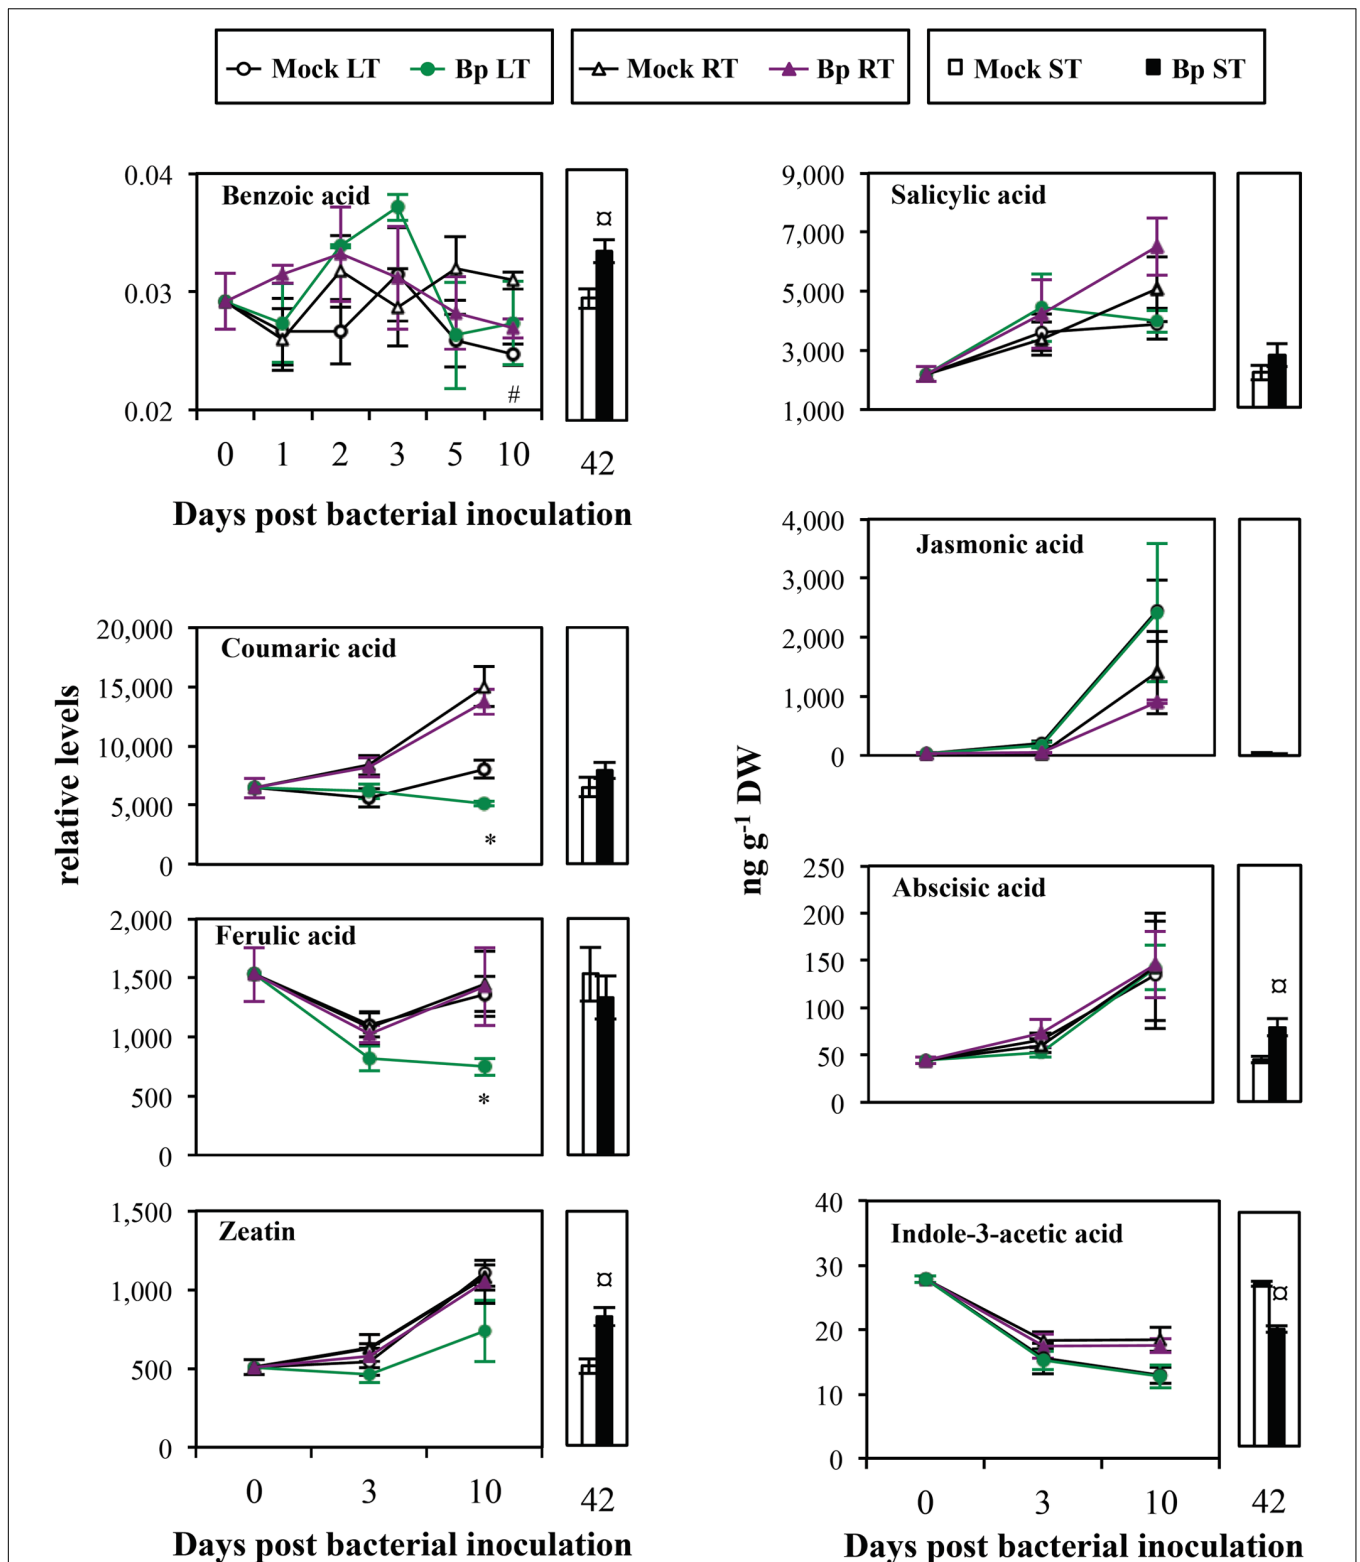 Mock LT Bp LT Mock RT Bp RT Mock ST Bp ST
Benzoic acid
0.04
0.03
0.02
¤
#
0 1 2 3 5 10 42
Days post bacterial inoculation
Salicylic acid
9,000
7,000
5,000
3,000
1,000
Jasmonic acid
4,000
3,000
2,000
1,000
0
relative levels
Coumaric acid
20,000
15,000
10,000
5,000
0
*
ng g-1 DW
Abscisic acid
250
200
150
100
50
0
¤
Ferulic acid
2,000
1,500
1,000
500
0
*
Zeatin
1,500
1,000
500
0
¤
0 3 10 42
Days post bacterial inoculation
Indole-3-acetic acid
40
30
20
10
0
¤
0 3 10 42
Days post bacterial inoculation